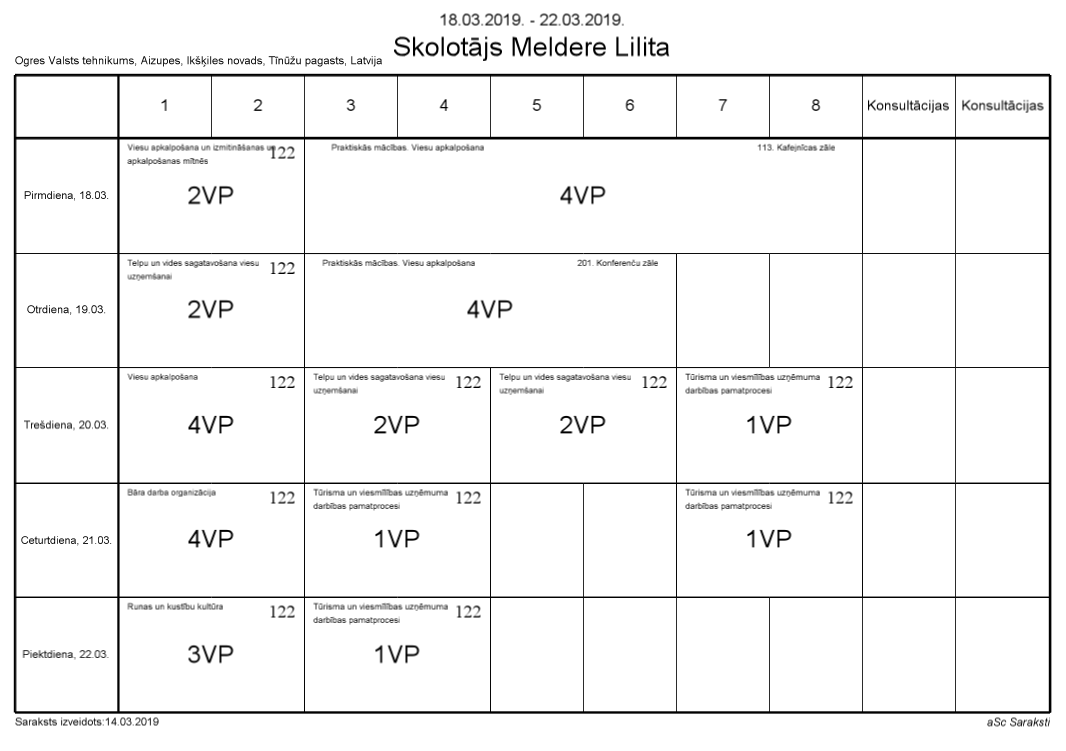 18.03.2019. - 22.03.2019.
Skolotājs Meldere Lilita
Ogres Valsts tehnikums, Aizupes, Ikšķiles novads, Tīnūžu pagasts, Latvija
1 2 3 4 5 6 7 8 Konsultācijas Konsultācijas
Pirmdiena, 18.03.
Viesu apkalpošana un izmitināšanas un
apkalpošanas mītnēs
122
2VP
Praktiskās mācības. Viesu apkalpošana
113. Kafejnīcas zāle
4VP
Otrdiena, 19.03.
Telpu un vides sagatavošana viesu
uzņemšanai
122
2VP
Praktiskās mācības. Viesu apkalpošana
201. Konferenču zāle
4VP
Trešdiena, 20.03.
Viesu apkalpošana
122
4VP
Telpu un vides sagatavošana viesu
uzņemšanai
122
2VP
Telpu un vides sagatavošana viesu
uzņemšanai
122
2VP
Tūrisma un viesmīlības uzņēmuma
darbības pamatprocesi
122
1VP
Ceturtdiena, 21.03.
Bāra darba organizācija
122
4VP
Tūrisma un viesmīlības uzņēmuma
darbības pamatprocesi
122
1VP
Tūrisma un viesmīlības uzņēmuma
darbības pamatprocesi
122
1VP
Piektdiena, 22.03.
Runas un kustību kultūra
122
3VP
Tūrisma un viesmīlības uzņēmuma
darbības pamatprocesi
122
1VP
Saraksts izveidots:14.03.2019
aSc Saraksti